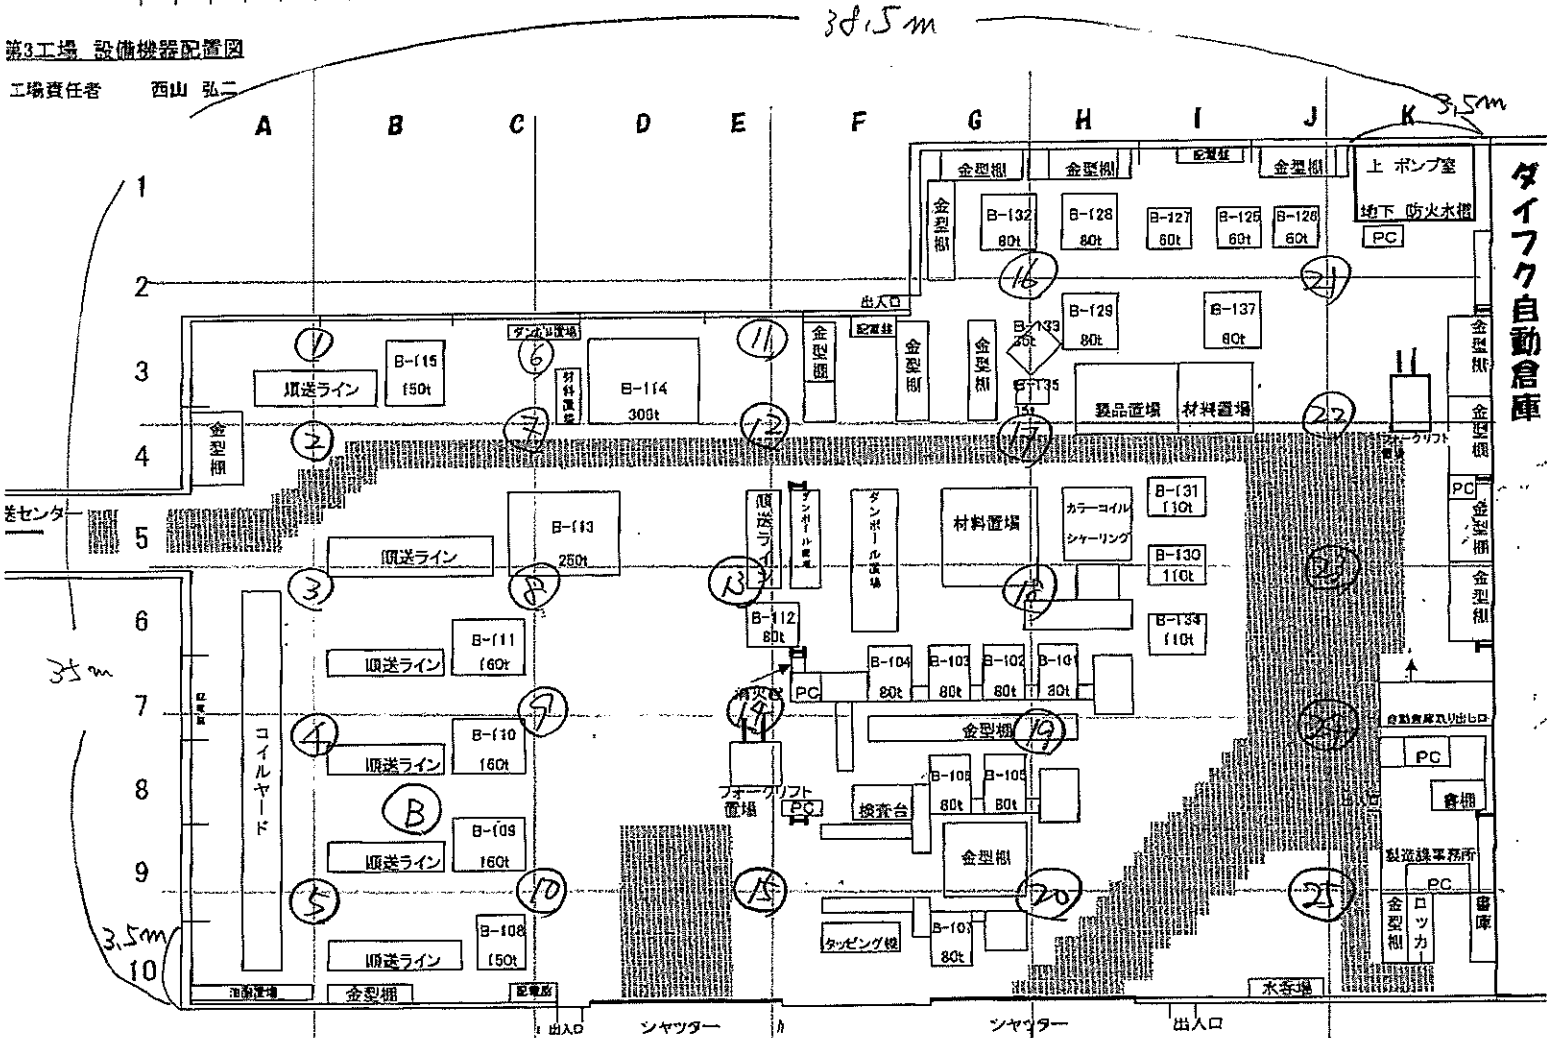 38.5m
第3工場 設備機器配置図
工場責任者 西山 弘二
3.5m
A B C D E F G H I J K
1
2
3
4
5
6
7
8
9
10
35m
3.5m
金型棚
金型棚
配電盤
金型棚
上 ポンプ室
地下 防火水槽
PC
ダイフク自動倉庫
金型棚
B-132
80t
B-128
80t
B-127
60t
B-125
60t
B-126
60t
16
21
出入口
B-129
80t
B-137
80t
1
ダンボール置場
6
11
金型棚
配電盤
金型棚
金型棚
B-133
35t
B-135
15t
金型棚
B-115
150t
順送ライン
材料置場
B-114
300t
製品置場
材料置場
フォークリフト
置場
金型棚
2
7
12
17
22
金型棚
送センター
B-113
250t
順送ライン
順送ライン
ダンボール置場
ダンボール置場
材料置場
カラーコイル
シャーリング
B-131
110t
B-130
110t
B-134
110t
PC
金型棚
金型棚
3
8
13
18
23
B-111
160t
順送ライン
B-112
80t
消火器
PC
B-104
80t
B-103
80t
B-102
80t
B-101
80t
配電盤
コイルヤード
4
9
14
金型棚
19
24
自動倉庫取り出し口
B-110
160t
順送ライン
B
フォークリフト
置場
PC
検査台
B-106
80t
B-105
80t
出入口
PC
書棚
B-109
160t
順送ライン
金型棚
製造課事務所
PC
5
10
15
20
25
金型棚
ロッカー
書庫
B-108
150t
順送ライン
タッピング機
B-107
80t
油脂置場
金型棚
配電盤
水呑場
出入口
シャッター
シャッター
出入口